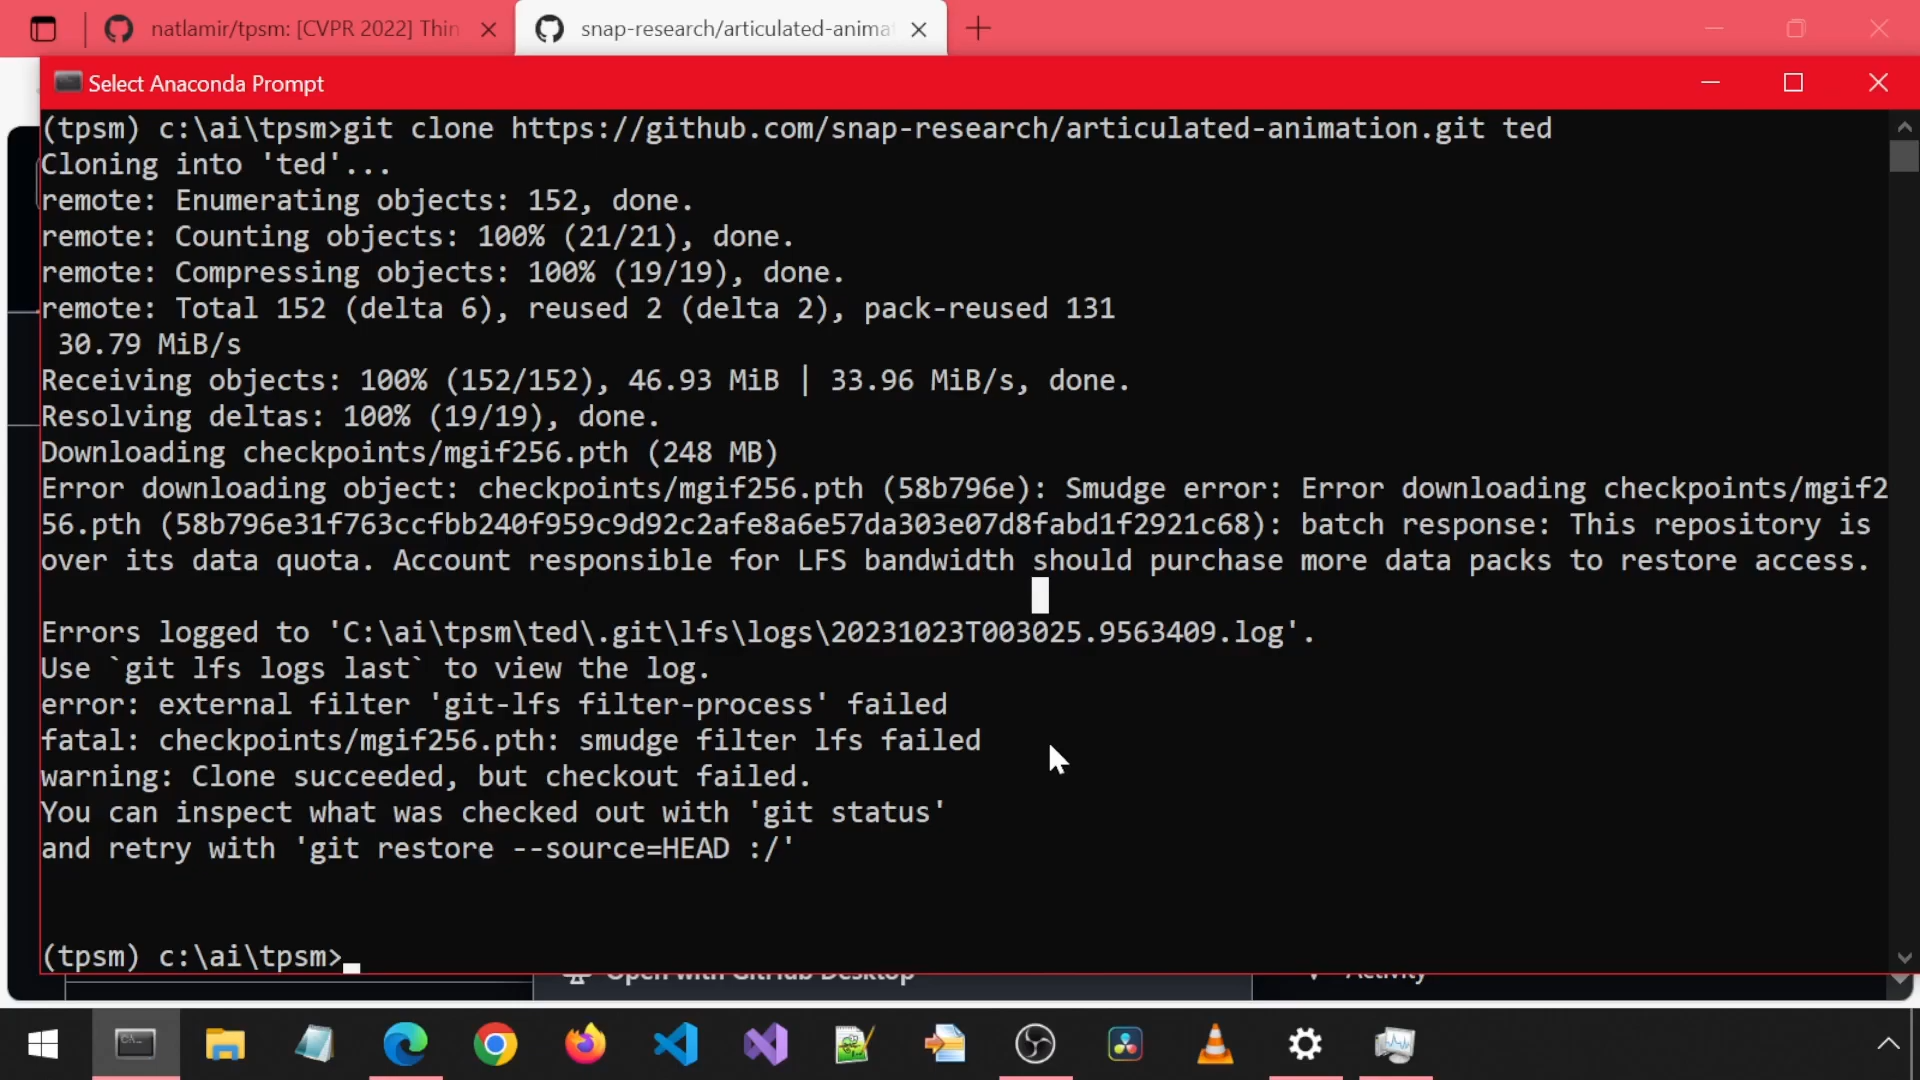 natlamir/tpsm: [CVPR 2022] Thin
snap-research/articulated-anima
Select Anaconda Prompt
(tpsm) c:\ai\tpsm>git clone https://github.com/snap-research/articulated-animation.git ted
Cloning into 'ted'...
remote: Enumerating objects: 152, done.
remote: Counting objects: 100% (21/21), done.
remote: Compressing objects: 100% (19/19), done.
remote: Total 152 (delta 6), reused 2 (delta 2), pack-reused 131
30.79 MiB/s
Receiving objects: 100% (152/152), 46.93 MiB | 33.96 MiB/s, done.
Resolving deltas: 100% (19/19), done.
Downloading checkpoints/mgif256.pth (248 MB)
Error downloading object: checkpoints/mgif256.pth (58b796e): Smudge error: Error downloading checkpoints/mgif2
56.pth (58b796e31f763ccfbb240f959c9d92c2afe8a6e57da303e07d8fabd1f2921c68): batch response: This repository is
over its data quota. Account responsible for LFS bandwidth should purchase more data packs to restore access.
Errors logged to 'C:\ai\tpsm\ted\.git\lfs\logs\20231023T003025.9563409.log'.
Use `git lfs logs last` to view the log.
error: external filter 'git-lfs filter-process' failed
fatal: checkpoints/mgif256.pth: smudge filter lfs failed
warning: Clone succeeded, but checkout failed.
You can inspect what was checked out with 'git status'
and retry with 'git restore --source=HEAD :/'
(tpsm) c:\ai\tpsm>
Open with GitHub Desktop
Activity